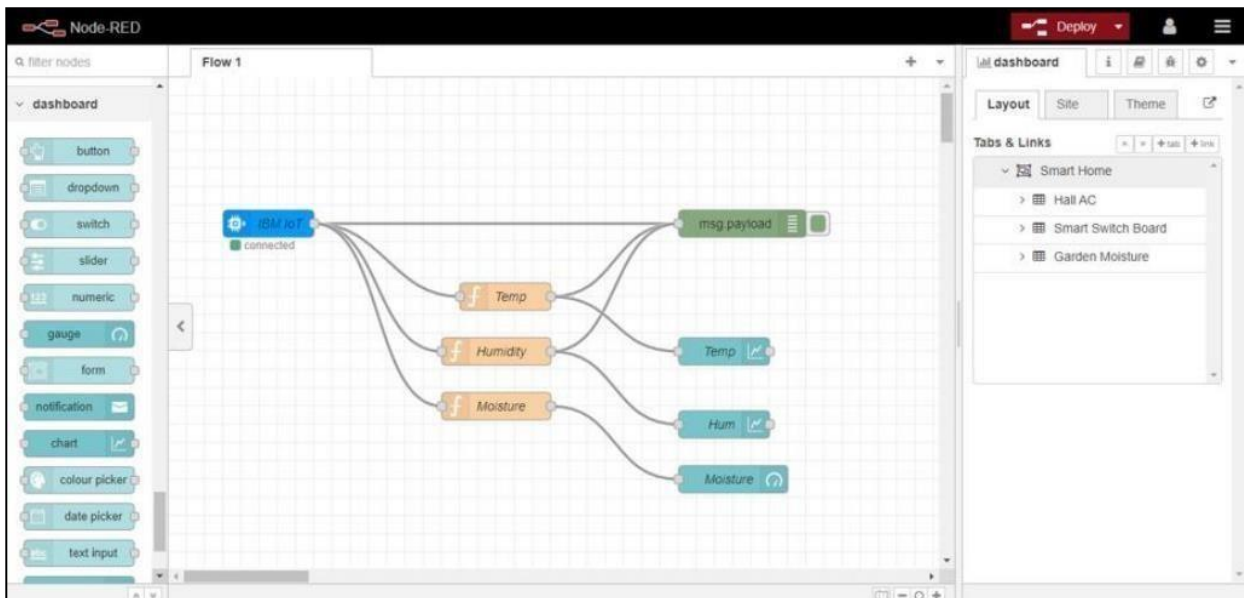 Node-RED
Deploy
filter nodes
Flow 1
dashboard
Layout
Site
Theme
Tabs & Links
+ tab
+ link
Smart Home
Hall AC
Smart Switch Board
Garden Moisture
dashboard
button
dropdown
switch
slider
numeric
gauge
form
notification
chart
colour picker
date picker
text input
IBM IoT
connected
msg.payload
Temp
Humidity
Moisture
Temp
Hum
Moisture